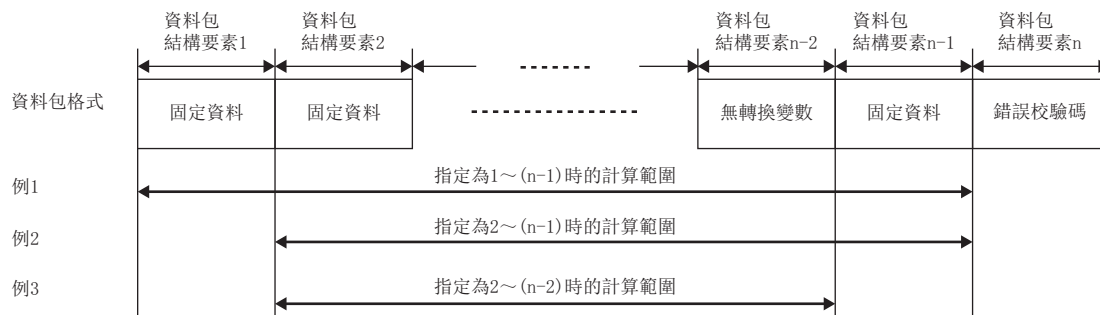 資料包
結構要素1
資料包
結構要素2
資料包
結構要素n-2
資料包
結構要素n-1
資料包
結構要素n
資料包格式
固定資料
固定資料
無轉換變數
固定資料
錯誤校驗碼
例1
指定為1～(n-1)時的計算範圍
例2
指定為2～(n-1)時的計算範圍
例3
指定為2～(n-2)時的計算範圍